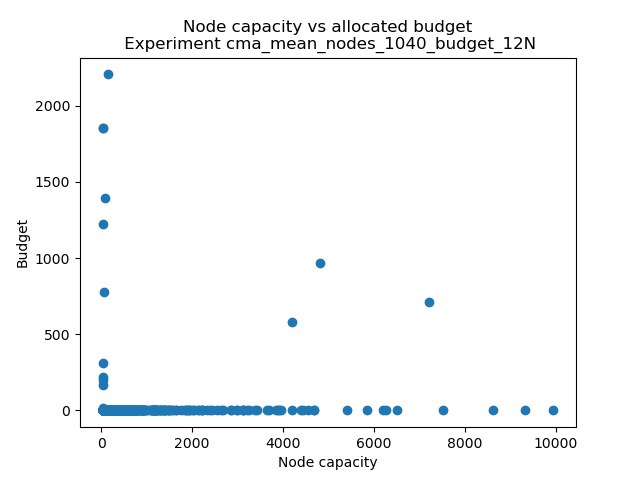 Node capacity vs allocated budget
Experiment cma_mean_nodes_1040_budget_12N
2000
1500
1000
500
0
Budget
0 2000 4000 6000 8000 10000
Node capacity